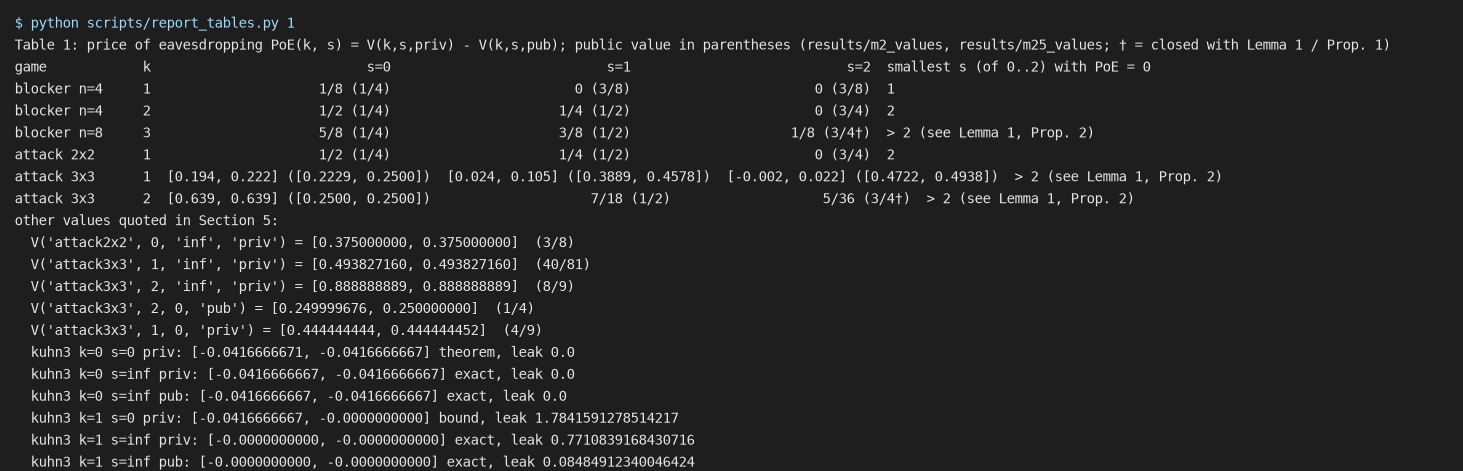 $ python scripts/report_tables.py 1
Table 1: price of eavesdropping PoE(k, s) = V(k,s,priv) - V(k,s,pub); public value in parentheses (results/m2_values, results/m25_values; † = closed with Lemma 1 / Prop. 1)
game k s=0 s=1 s=2 smallest s (of 0..2) with PoE = 0
blocker n=4 1 1/8 (1/4) 0 (3/8) 0 (3/8) 1
blocker n=4 2 1/2 (1/4) 1/4 (1/2) 0 (3/4) 2
blocker n=8 3 5/8 (1/4) 3/8 (1/2) 1/8 (3/4†) > 2 (see Lemma 1, Prop. 2)
attack 2x2 1 1/2 (1/4) 1/4 (1/2) 0 (3/4) 2
attack 3x3 1 [0.194, 0.222] ([0.2229, 0.2500]) [0.024, 0.105] ([0.3889, 0.4578]) [-0.002, 0.022] ([0.4722, 0.4938]) > 2 (see Lemma 1, Prop. 2)
attack 3x3 2 [0.639, 0.639] ([0.2500, 0.2500]) 7/18 (1/2) 5/36 (3/4†) > 2 (see Lemma 1, Prop. 2)
other values quoted in Section 5:
V('attack2x2', 0, 'inf', 'priv') = [0.375000000, 0.375000000] (3/8)
V('attack3x3', 1, 'inf', 'priv') = [0.493827160, 0.493827160] (40/81)
V('attack3x3', 2, 'inf', 'priv') = [0.888888889, 0.888888889] (8/9)
V('attack3x3', 2, 0, 'pub') = [0.249999676, 0.250000000] (1/4)
V('attack3x3', 1, 0, 'priv') = [0.444444444, 0.444444452] (4/9)
kuhn3 k=0 s=0 priv: [-0.0416666671, -0.0416666667] theorem, leak 0.0
kuhn3 k=0 s=inf priv: [-0.0416666667, -0.0416666667] exact, leak 0.0
kuhn3 k=0 s=inf pub: [-0.0416666667, -0.0416666667] exact, leak 0.0
kuhn3 k=1 s=0 priv: [-0.0416666667, -0.0000000000] bound, leak 1.7841591278514217
kuhn3 k=1 s=inf priv: [-0.0000000000, -0.0000000000] exact, leak 0.7710839168430716
kuhn3 k=1 s=inf pub: [-0.0000000000, -0.0000000000] exact, leak 0.08484912340046424